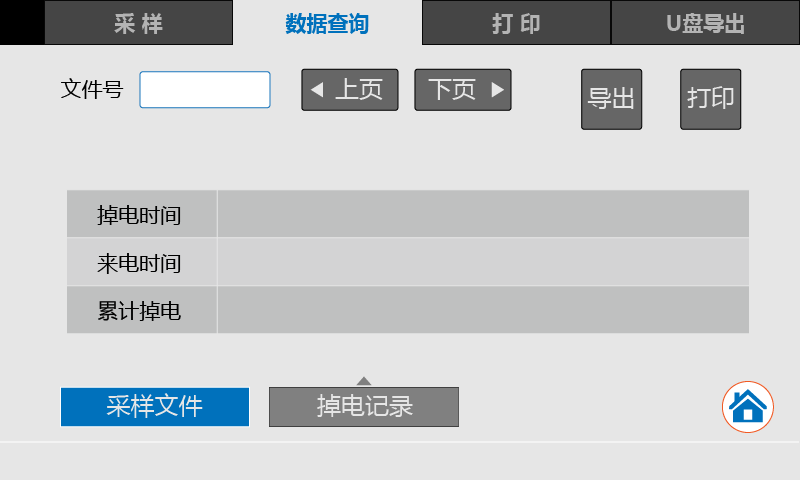 采 样 数据查询 打 印 U盘导出
文件号 上页 下页 导出 打印
掉电时间
来电时间
累计掉电
采样文件 掉电记录